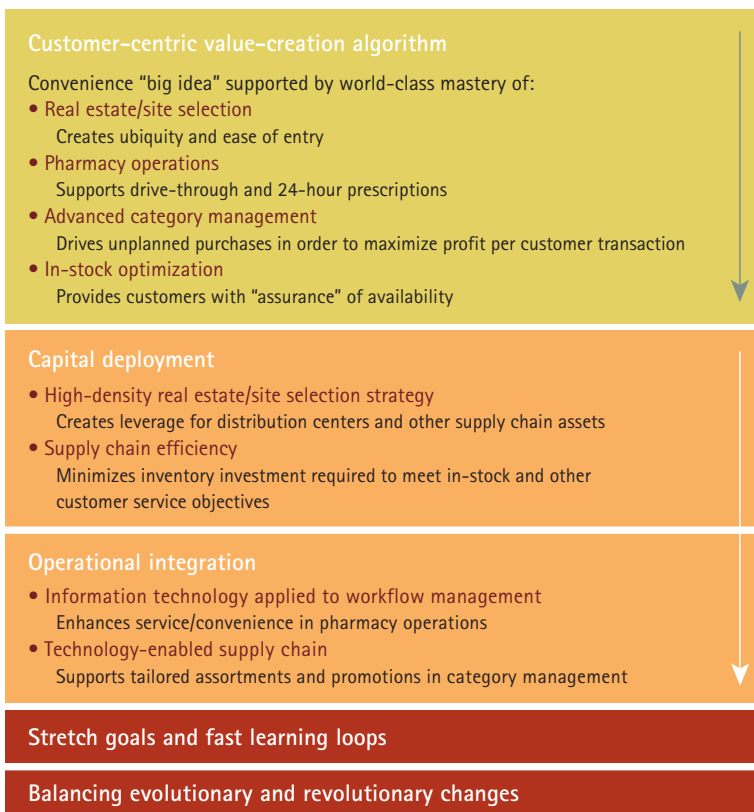 Customer-centric value-creation algorithm
Convenience “big idea” supported by world-class mastery of:
• Real estate/site selection
Creates ubiquity and ease of entry
• Pharmacy operations
Supports drive-through and 24-hour prescriptions
• Advanced category management
Drives unplanned purchases in order to maximize profit per customer transaction
• In-stock optimization
Provides customers with “assurance” of availability
Capital deployment
• High-density real estate/site selection strategy
Creates leverage for distribution centers and other supply chain assets
• Supply chain efficiency
Minimizes inventory investment required to meet in-stock and other
customer service objectives
Operational integration
• Information technology applied to workflow management
Enhances service/convenience in pharmacy operations
• Technology-enabled supply chain
Supports tailored assortments and promotions in category management
Stretch goals and fast learning loops
Balancing evolutionary and revolutionary changes